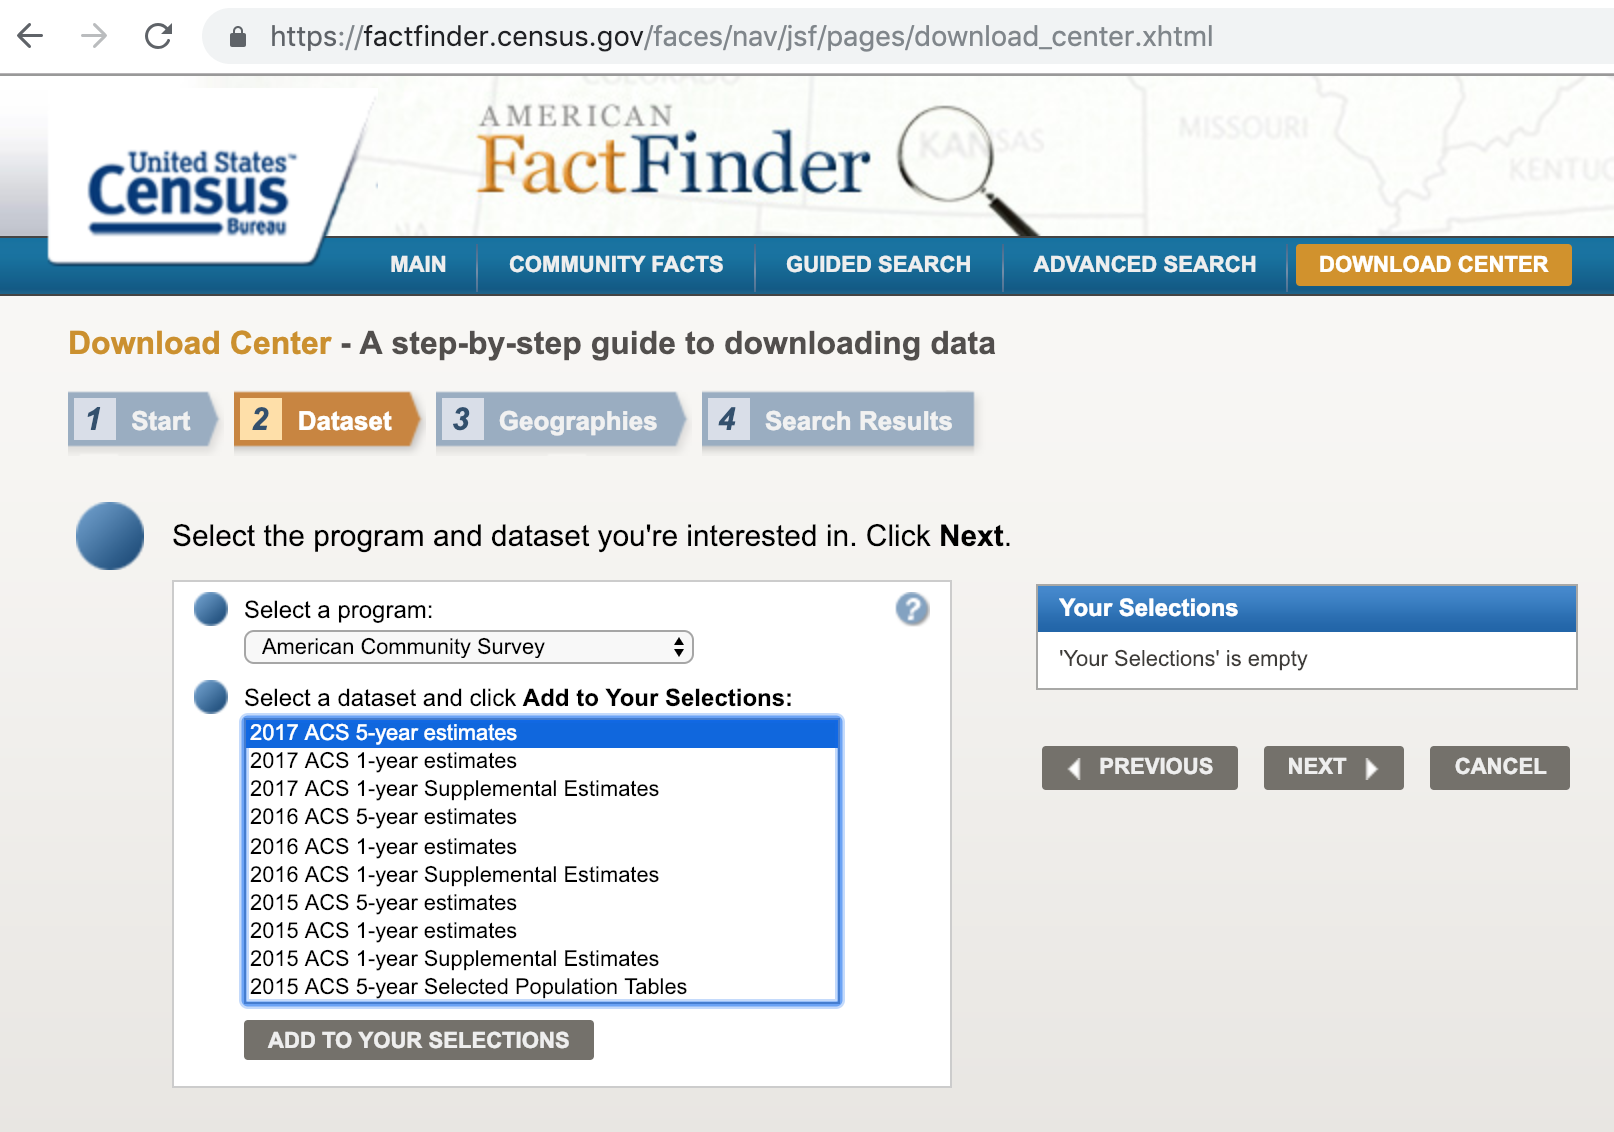 https://factfinder.census.gov/faces/nav/jsf/pages/download_center.xhtml
COLORADO
AMERICAN
FactFinder
KANSAS
MISSOURI
United States™
Census
Bureau
MAIN
COMMUNITY FACTS
GUIDED SEARCH
ADVANCED SEARCH
DOWNLOAD CENTER
Download Center - A step-by-step guide to downloading data
1 Start
2 Dataset
3 Geographies
4 Search Results
Select the program and dataset you're interested in. Click Next.
Select a program:
?
American Community Survey
Select a dataset and click Add to Your Selections:
2017 ACS 5-year estimates
2017 ACS 1-year estimates
2017 ACS 1-year Supplemental Estimates
2016 ACS 5-year estimates
2016 ACS 1-year estimates
2016 ACS 1-year Supplemental Estimates
2015 ACS 5-year estimates
2015 ACS 1-year estimates
2015 ACS 1-year Supplemental Estimates
2015 ACS 5-year Selected Population Tables
ADD TO YOUR SELECTIONS
Your Selections
'Your Selections' is empty
PREVIOUS
NEXT
CANCEL